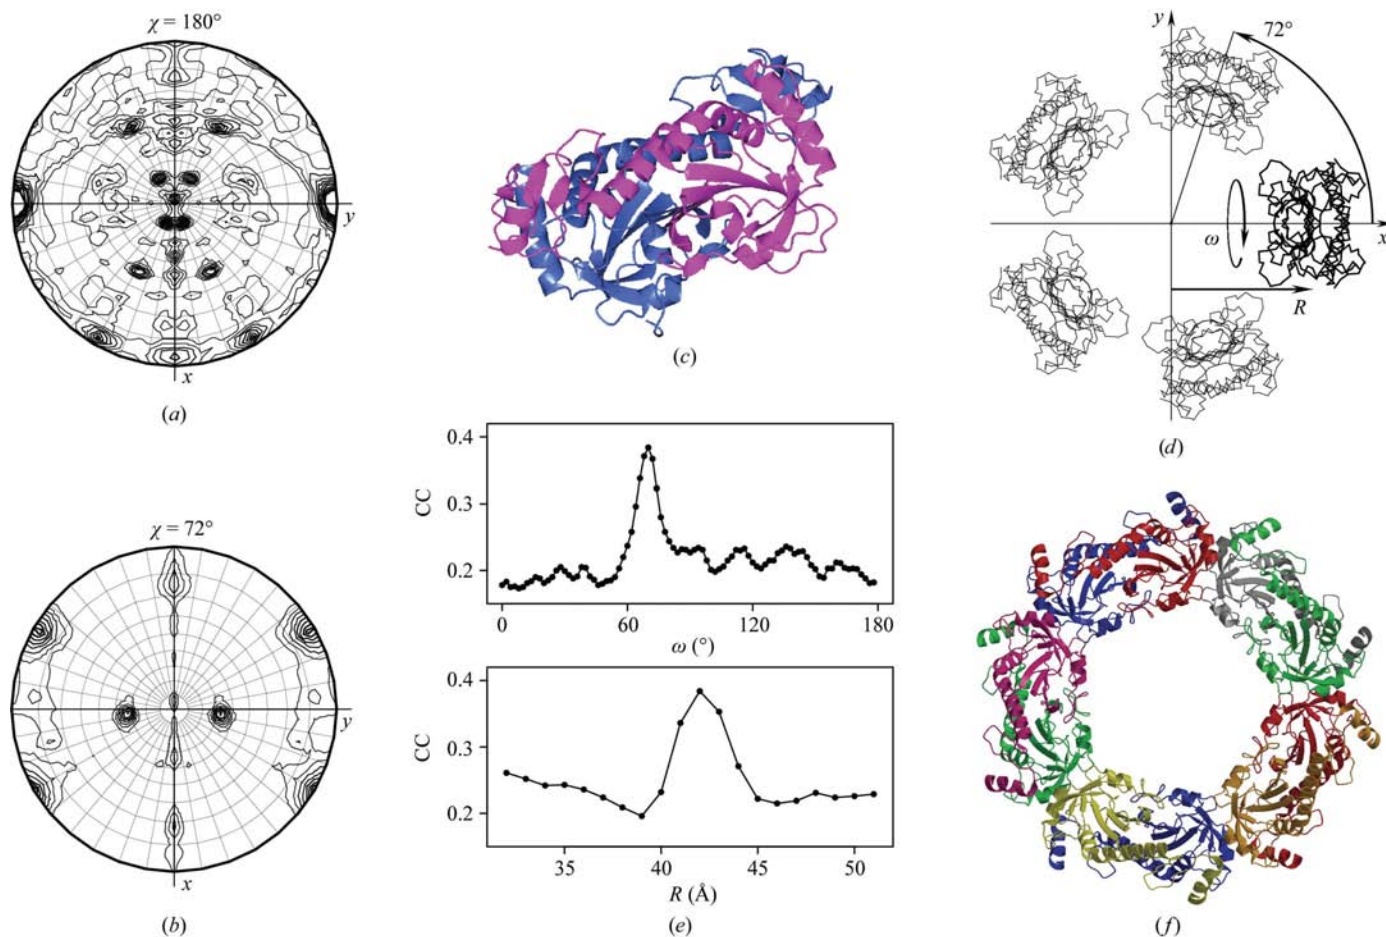 χ = 180°
y
x
(a)
χ = 72°
y
x
(b)
(c)
0.4
0.3
0.2
CC
0
60
120
180
ω (°)
0.4
0.3
0.2
CC
35
40
45
50
R (Å)
(e)
y
72°
ω
x
R
(d)
(f)